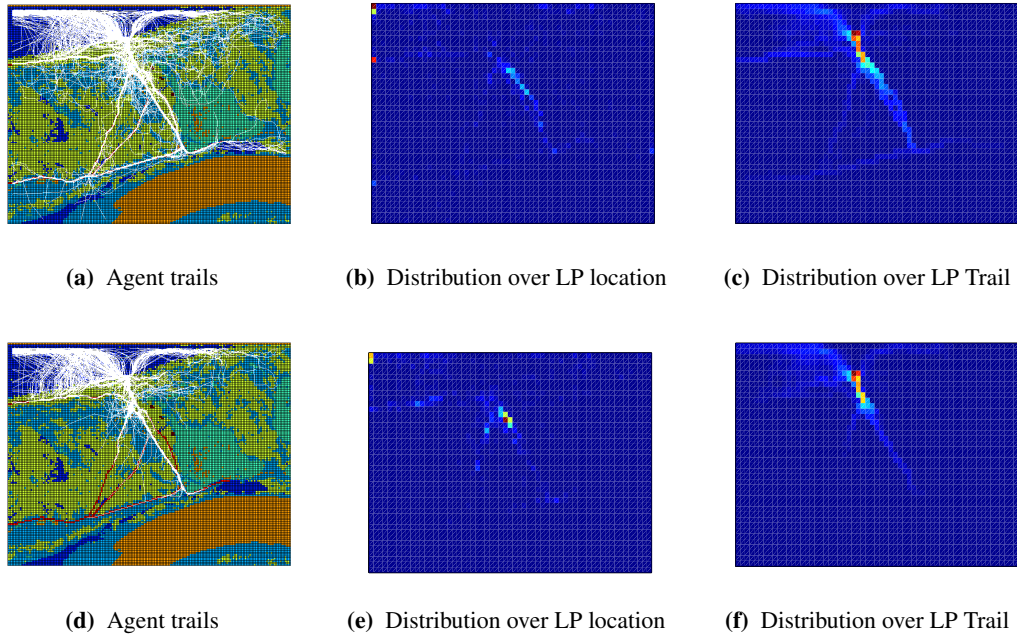 (a) Agent trails
(b) Distribution over LP location
(c) Distribution over LP Trail
(d) Agent trails
(e) Distribution over LP location
(f) Distribution over LP Trail